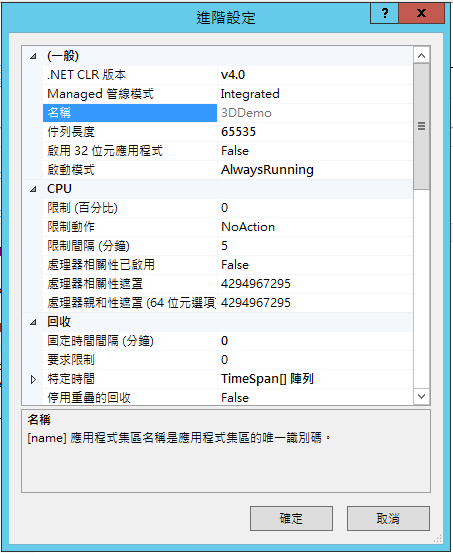 進階設定
?
(一般)
.NET CLR 版本 v4.0
Managed 管線模式 Integrated
名稱 3DDemo
佇列長度 65535
啟用 32 位元應用程式 False
啟動模式 AlwaysRunning
CPU
限制 (百分比) 0
限制動作 NoAction
限制間隔 (分鐘) 5
處理器相關性已啟用 False
處理器相關性遮罩 4294967295
處理器親和性遮罩 (64 位元選項) 4294967295
回收
固定時間間隔 (分鐘) 0
要求限制 0
特定時間 TimeSpan[] 陣列
停用重疊的回收 False
名稱
[name] 應用程式集區名稱是應用程式集區的唯一識別碼。
確定
取消